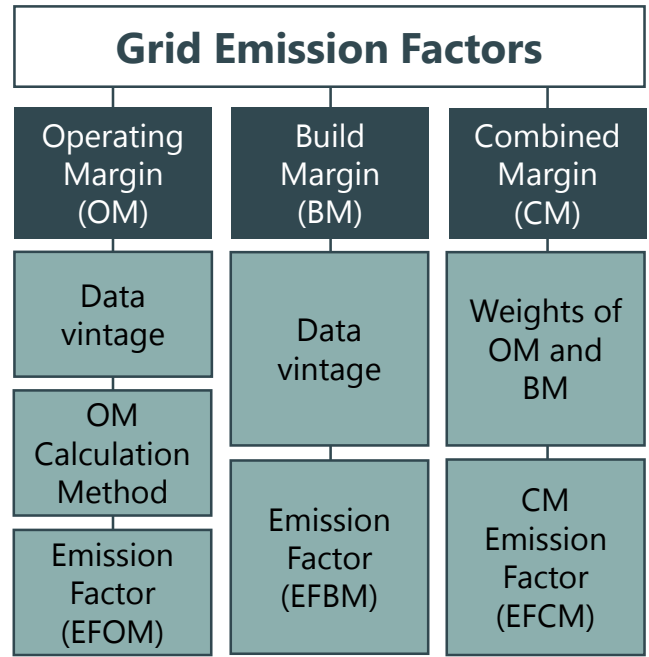 Grid Emission Factors
Operating
Margin
(OM)
Data
vintage
OM
Calculation
Method
Emission
Factor
(EFOM)
Build
Margin
(BM)
Data
vintage
Emission
Factor
(EFBM)
Combined
Margin
(CM)
Weights of
OM and
BM
CM
Emission
Factor
(EFCM)